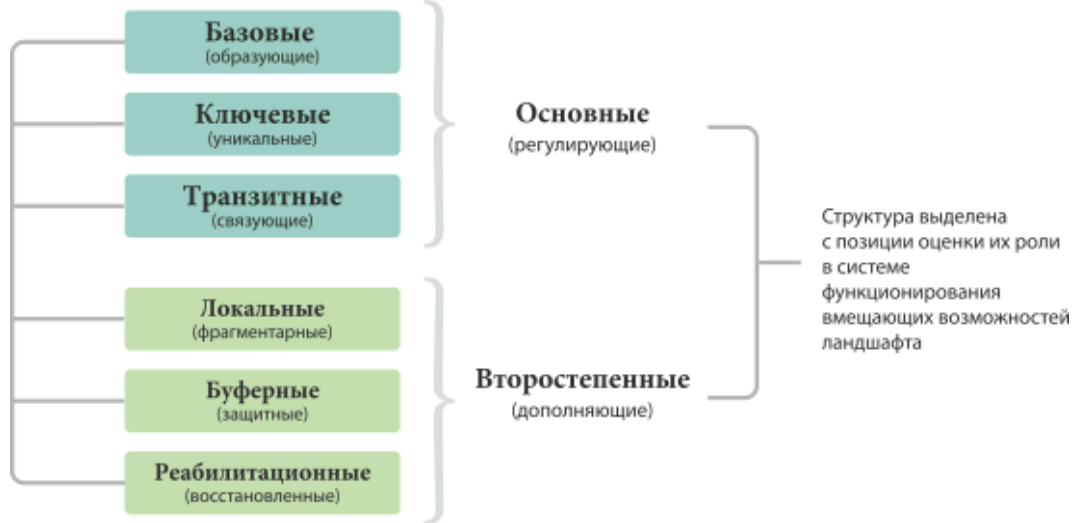 Базовые
(образующие)
Ключевые
(уникальные)
Транзитные
(связующие)
Основные
(регулирующие)
Локальные
(фрагментарные)
Буферные
(защитные)
Реабилитационные
(восстановленные)
Второстепенные
(дополняющие)
Структура выделена
с позиции оценки их роли
в системе
функционирования
вмещающих возможностей
ландшафта